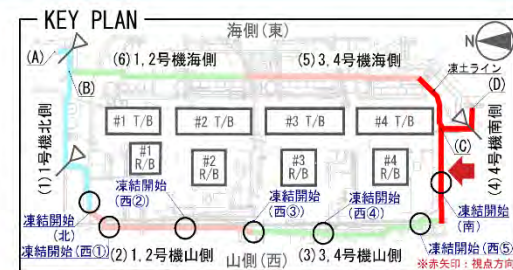 KEY PLAN
海側(東)
N
(A)
(6)1,2号機海側
(5)3,4号機海側
凍土ライン
(B)
(D)
#1 T/B
#2 T/B
#3 T/B
#4 T/B
(1)1号機北側
(C)
(4)4号機南側
#1
R/B
#2
R/B
#3
R/B
#4
R/B
凍結開始
(西②)
凍結開始
(北)
凍結開始
(西③)
凍結開始
(西④)
凍結開始
(南)
凍結開始(西①)
(2)1,2号機山側
(3)3,4号機山側
凍結開始(西⑤)
山側(西)
※赤矢印：視点方向